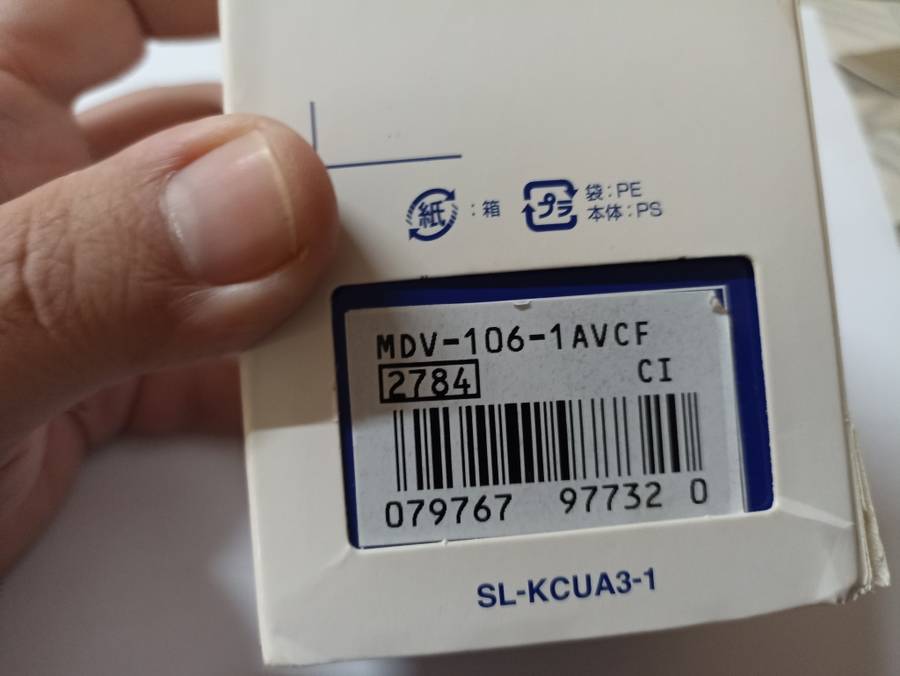 紙 : 箱
プラ 袋 : PE
本体 : PS
MDV-106-1AVCF
2784 CI
079767 97732 0
SL-KCUA3-1